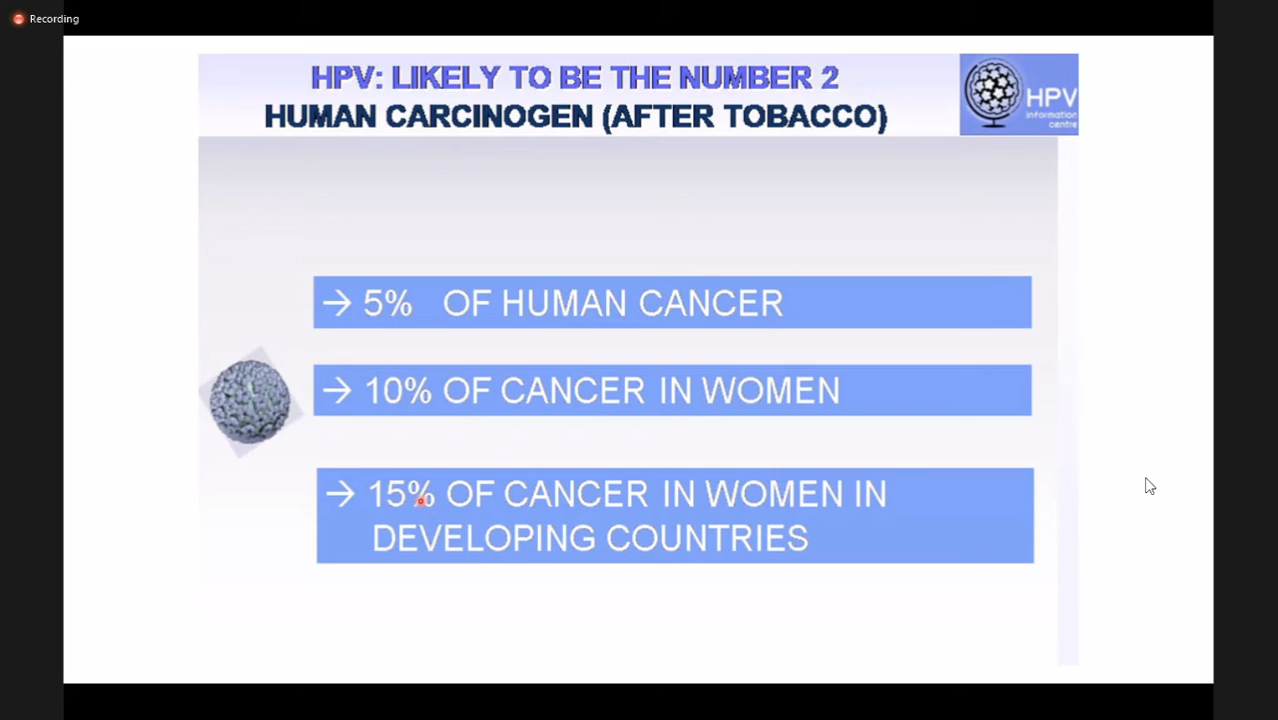 Recording
HPV: LIKELY TO BE THE NUMBER 2
HUMAN CARCINOGEN (AFTER TOBACCO)
HPV
information
centre
→ 5% OF HUMAN CANCER
→ 10% OF CANCER IN WOMEN
→ 15% OF CANCER IN WOMEN IN
DEVELOPING COUNTRIES